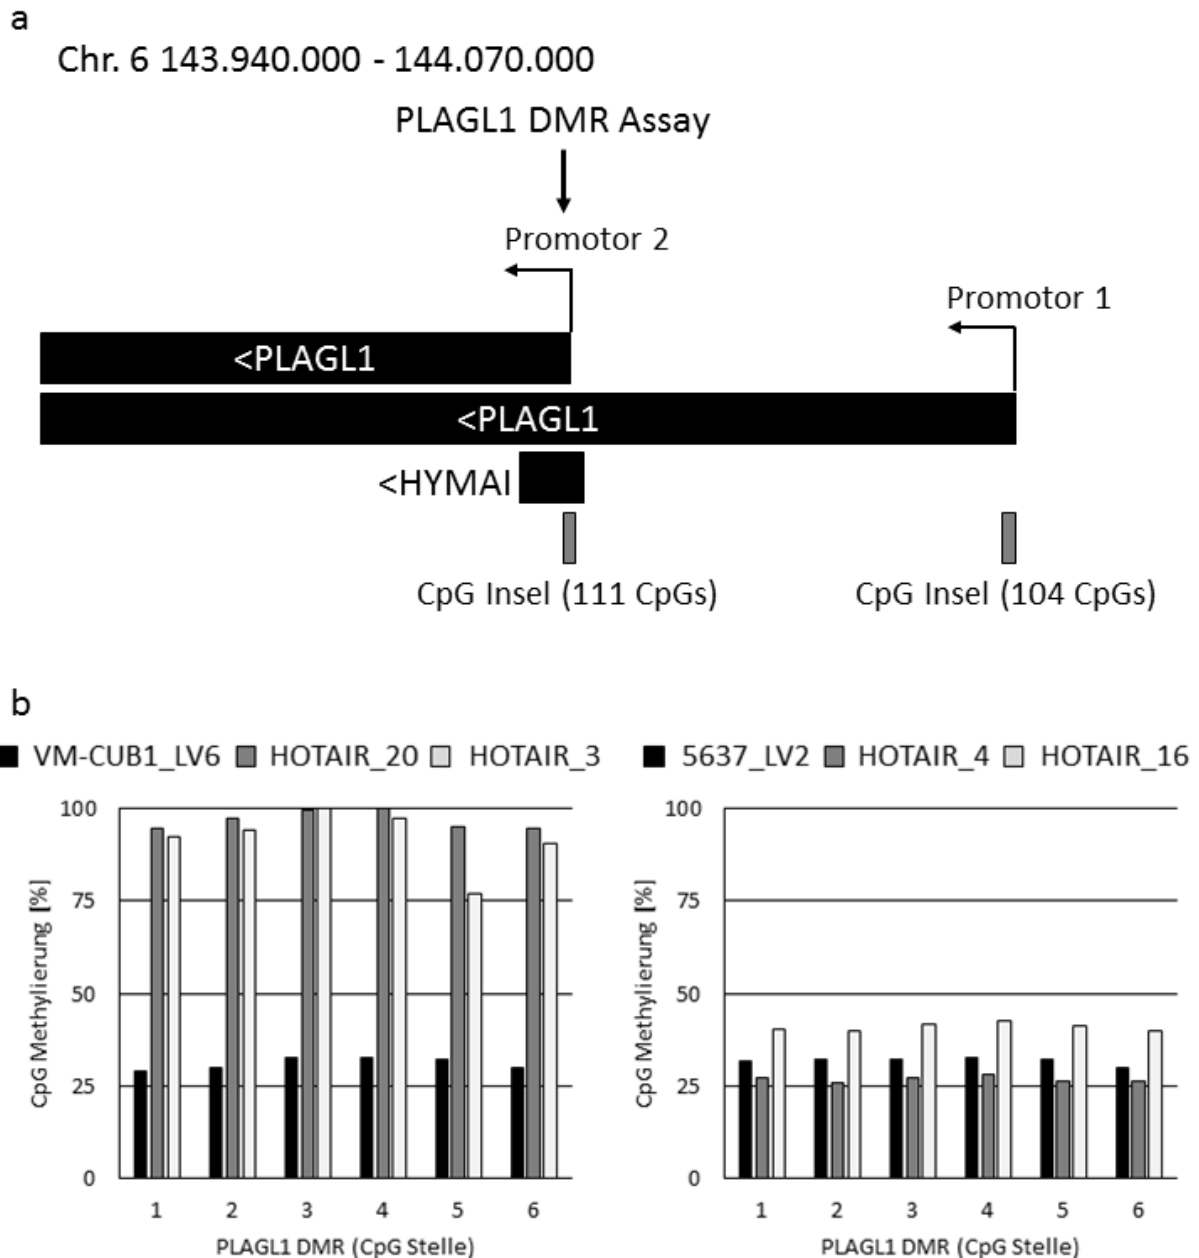 a
Chr. 6 143.940.000 - 144.070.000
PLAGL1 DMR Assay
Promotor 2
Promotor 1
<PLAGL1
<PLAGL1
<HYMAI
CpG Insel (111 CpGs) CpG Insel (104 CpGs)
b
VM-CUB1_LV6 HOTAIR_20 HOTAIR_3
CpG Methylierung [%]
100
75
50
25
0
1 2 3 4 5 6
PLAGL1 DMR (CpG Stelle)
5637_LV2 HOTAIR_4 HOTAIR_16
CpG Methylierung [%]
100
75
50
25
0
1 2 3 4 5 6
PLAGL1 DMR (CpG Stelle)